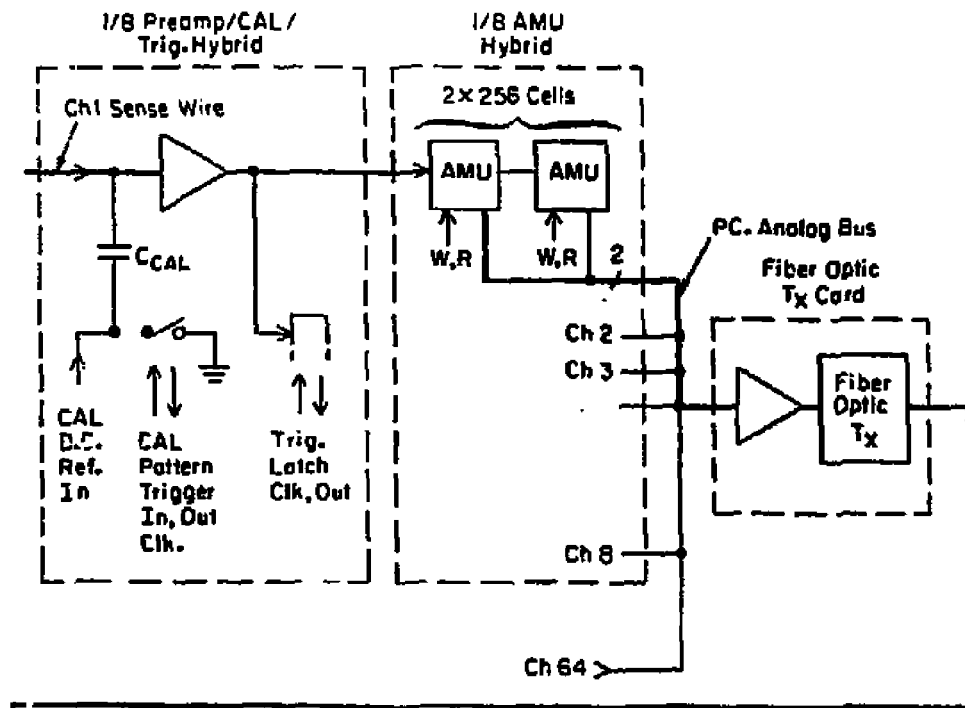 1/8 Preamp/CAL/
Trig.Hybrid
1/8 AMU
Hybrid
Ch1 Sense Wire
2×256 Cells
AMU
AMU
W,R
W,R
2
PC. Analog Bus
Fiber Optic
Tx Card
CCAL
Ch 2
Ch 3
Fiber
Optic
Tx
CAL
D.C.
Ref.
In
CAL
Pattern
Trigger
In, Out
Clk.
Trig.
Latch
Clk, Out
Ch 8
Ch 64